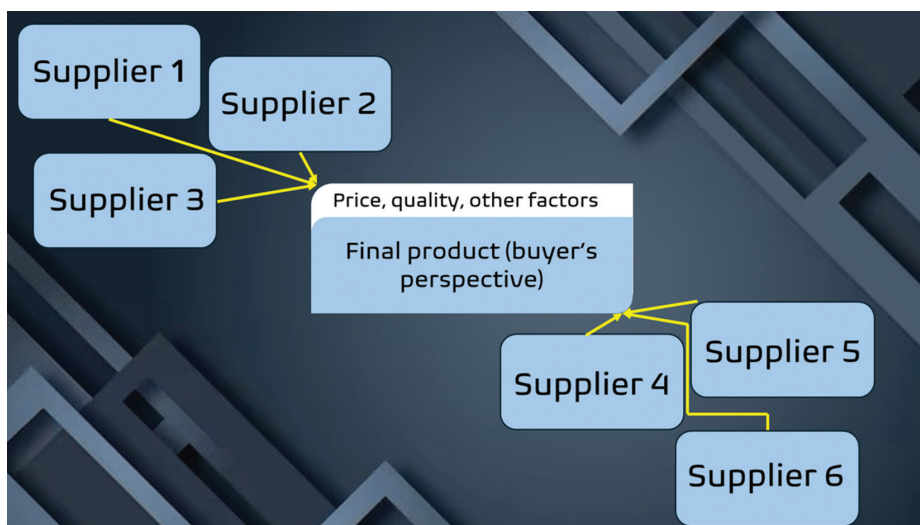 Supplier 1
Supplier 2
Supplier 3
Price, quality, other factors
Final product (buyer’s
perspective)
Supplier 4
Supplier 5
Supplier 6